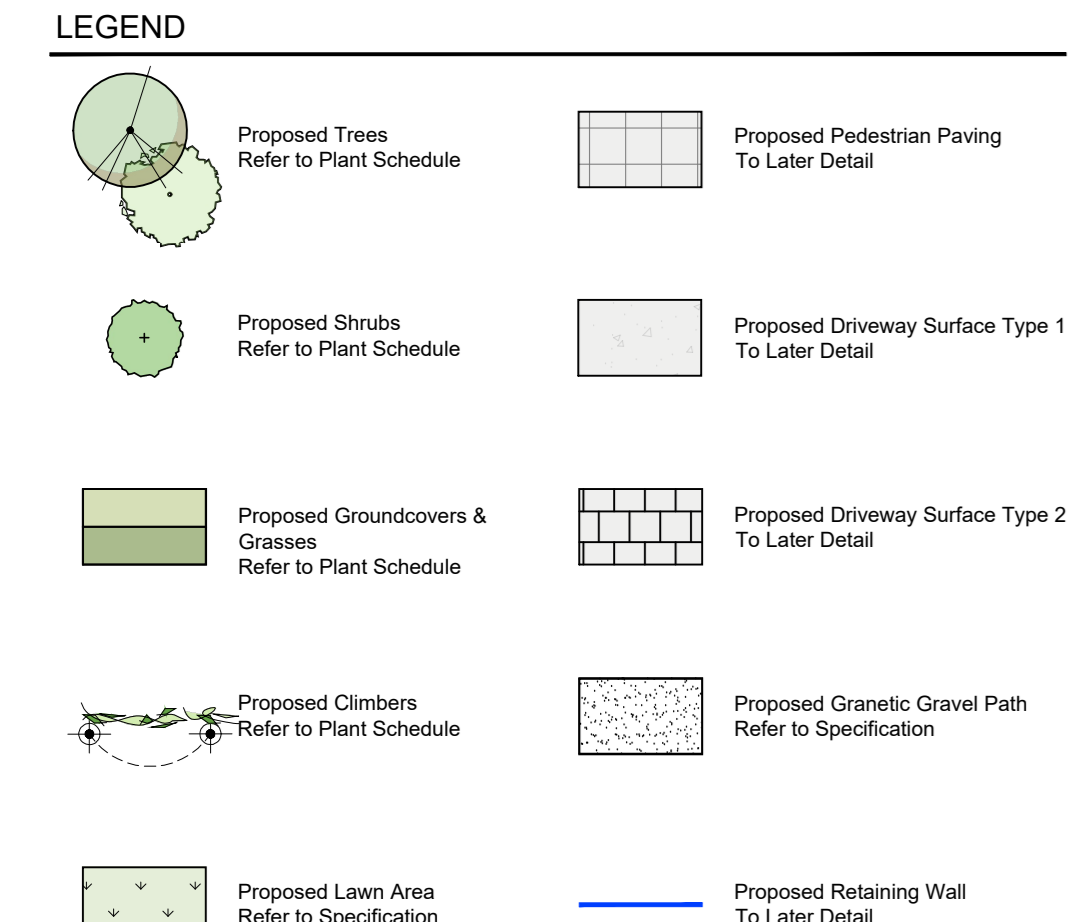 LEGEND
Proposed Trees
Refer to Plant Schedule
Proposed Shrubs
Refer to Plant Schedule
Proposed Groundcovers &
Grasses
Refer to Plant Schedule
Proposed Climbers
Refer to Plant Schedule
Proposed Lawn Area
Refer to Specification
Proposed Pedestrian Paving
To Later Detail
Proposed Driveway Surface Type 1
To Later Detail
Proposed Driveway Surface Type 2
To Later Detail
Proposed Granetic Gravel Path
Refer to Specification
Proposed Retaining Wall
To Later Detail